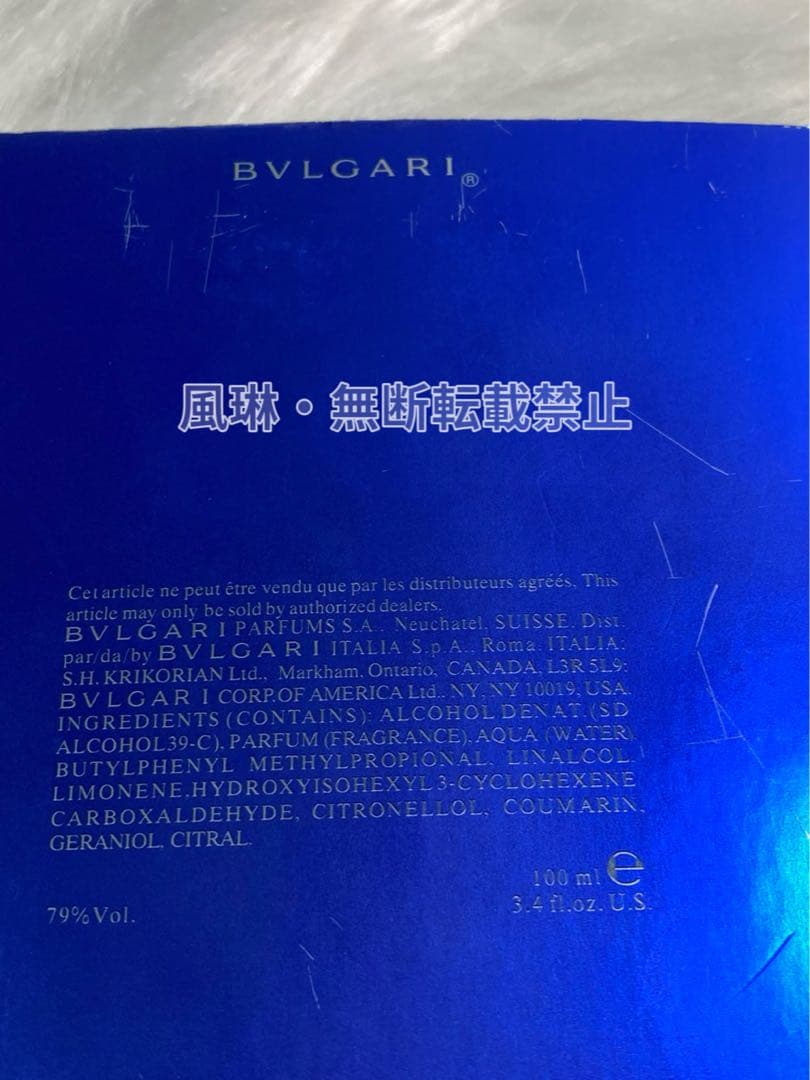 BVLGARI®
風琳・無断転載禁止
Cet article ne peut être vendu que par les distributeurs agréés. This
article may only be sold by authorized dealers.
BVLGARI PARFUMS S.A., Neuchatel, SUISSE. Dist.
par/da/by BVLGARI ITALIA S.p.A., Roma, ITALIA;
S.H. KRIKORIAN Ltd., Markham, Ontario, CANADA, L3R 5L9;
BVLGARI CORP.OF AMERICA Ltd., NY, NY 10019, USA.
INGREDIENTS (CONTAINS): ALCOHOL DENAT.(SD
ALCOHOL39-C), PARFUM (FRAGRANCE), AQUA (WATER),
BUTYLPHENYL METHYLPROPIONAL, LINALCOL,
LIMONENE,HYDROXYISOHEXYL 3-CYCLOHEXENE
CARBOXALDEHYDE, CITRONELLOL, COUMARIN,
GERANIOL, CITRAL.
100 ml e
79%Vol.
3.4 fl.oz. U.S.